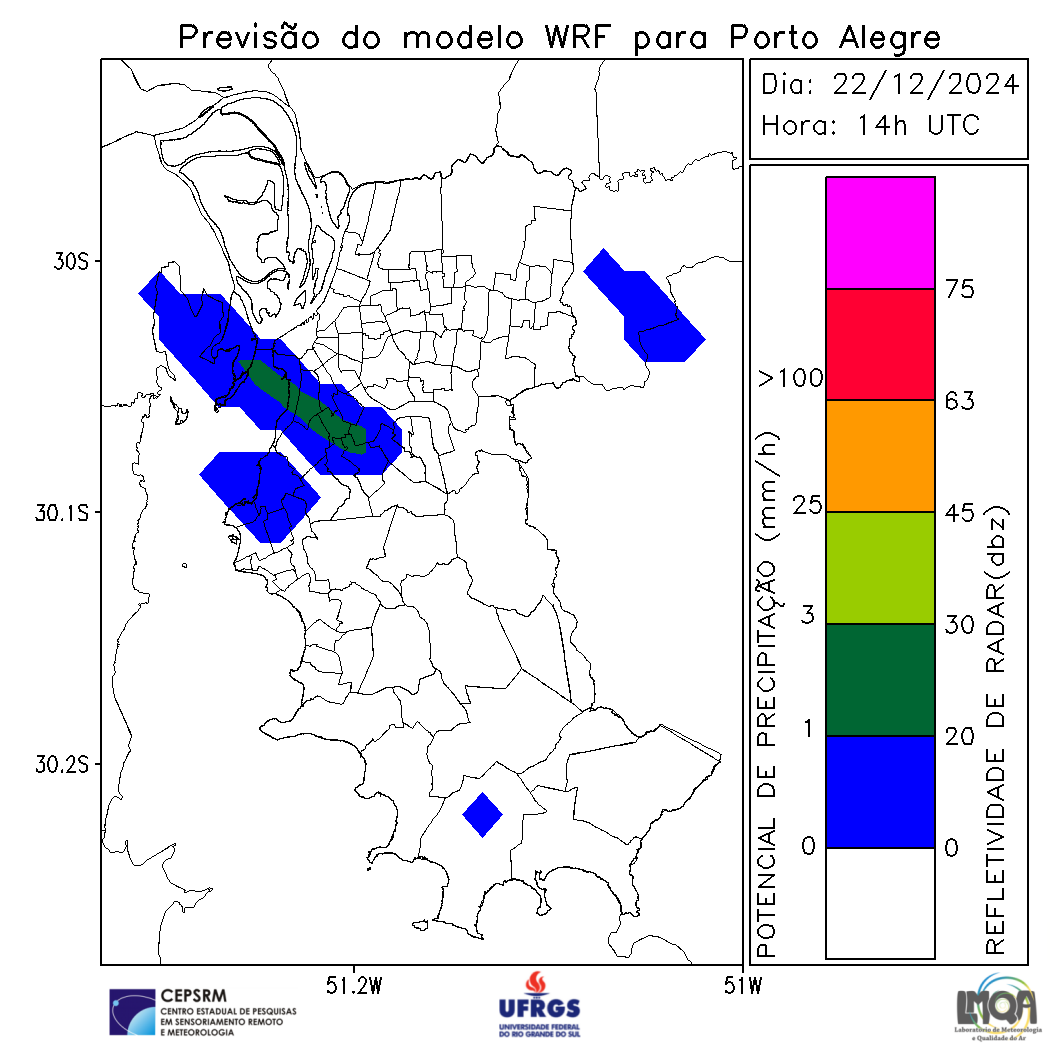 Previsão do modelo WRF para Porto Alegre
Dia: 22/12/2024
Hora: 14h UTC
30S
30.1S
30.2S
51.2W
51W
POTENCIAL DE PRECIPITAÇÃO (mm/h)
>100
25
3
1
0
75
63
45
30
20
0
REFLETIVIDADE DE RADAR(dbz)
CEPSRM
CENTRO ESTADUAL DE PESQUISAS
EM SENSORIAMENTO REMOTO
E METEOROLOGIA
UFRGS
UNIVERSIDADE FEDERAL
DO RIO GRANDE DO SUL
LMQA
Laboratório de Meteorologia
e Qualidade do Ar